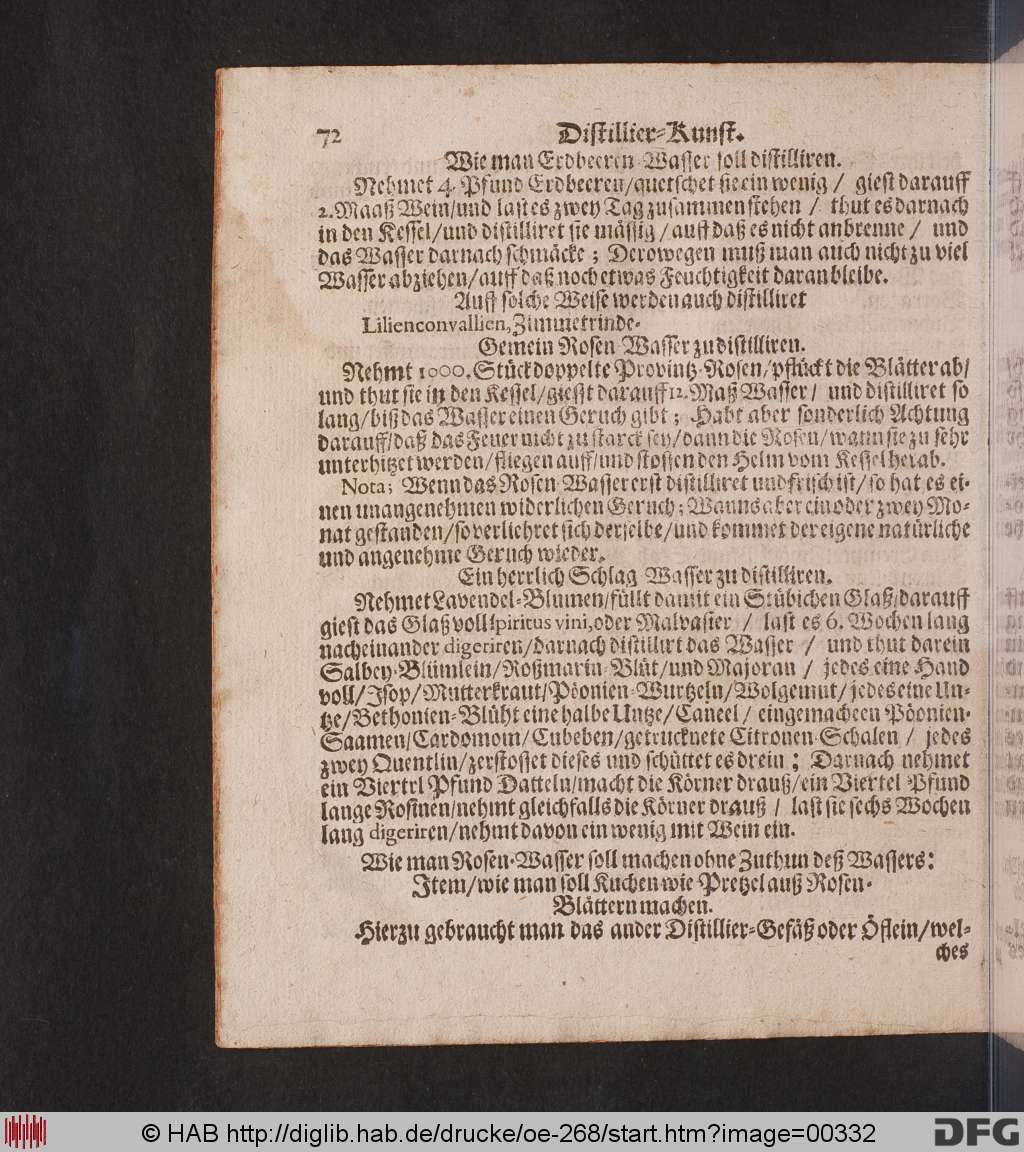 72 Distillier-Kunst.
Wie man Erdbeeren Wasser soll distilliren.
Nehmet 4. Pfund Erdbeeren/quetschet sie ein wenig / giest darauff
2. Maaß Wein/und last es zwey Tag zusammen stehen / thut es darnach
in den Kessel/und distilliret sie mässig/auff daß es nicht anbrenne / und
das Wasser darnach schmäcke; Derowegen muß man auch nicht zu viel
Wasser abziehen/auff daß noch etwas Feuchtigkeit daran bleibe.
Auff solche Weise werden auch distilliret
Lilienconvallien, Zimmetrinde.
Gemein Rosen Wasser zu distilliren.
Nehmt 1000. Stück doppelte Provintz-Rosen/pflückt die Blätter ab/
und thut sie in den Kessel/giesst darauff 12. Maß Wasser/ und distilliret so
lang/biß das Wasser einen Geruch gibt; Habt aber sonderlich Achtung
darauff/daß das Feuer nicht zu starck sey/dann die Rosen/wann sie zu sehr
unterhitzet werden/fliegen auff/und stossen den Helm vom Kessel herab.
Nota; Wenn das Rosen Wasser erst distilliret und frisch ist/so hat es ei-
nen unangenehmen widerlichen Geruch; Wanns aber ein oder zwey Mo-
nat gestanden/so verliehret sich derselbe/und kommet der eigene natürliche
und angenehme Geruch wieder.
Ein herrlich Schlag Wasser zu distilliren.
Nehmet Lavendel-Blumen/füllt damit ein Stübichen Glaß/darauff
giest das Glaß voll spiritus vini, oder Malvasier / last es 6. Wochen lang
nacheinander digeriren/darnach distillirt das Wasser / und thut darein
Salbey-Blümlein/Roßmarin-Blüt/und Majoran / jedes eine Hand
voll/Isop/Mutterkraut/Pöonien-Wurtzeln/Wolgemut/jedes eine Un-
tze/Bethonien-Blüht eine halbe Untze/Caneel/ eingemacheen Pöonien-
Saamen/Cardomom/Cubeben/getrucknete Citronen Schalen / jedes
zwey Quentlin/zerstosset dieses und schüttet es drein; Darnach nehmet
ein Viertrl Pfund Datteln/macht die Körner drauß/ein Viertel Pfund
lange Rosinen/nehmt gleichfalls die Körner drauß / last sie sechs Wochen
lang digeriren/nehmt davon ein wenig mit Wein ein.
Wie man Rosen-Wasser soll machen ohne Zuthun deß Wassers:
Item/wie man soll Kuchen wie Pretzel auß Rosen-
Blättern machen.
Hierzu gebraucht man das ander Distillier-Gefäß oder Öflein/wel-
ches
© HAB http://diglib.hab.de/drucke/oe-268/start.htm?image=00332
DFG